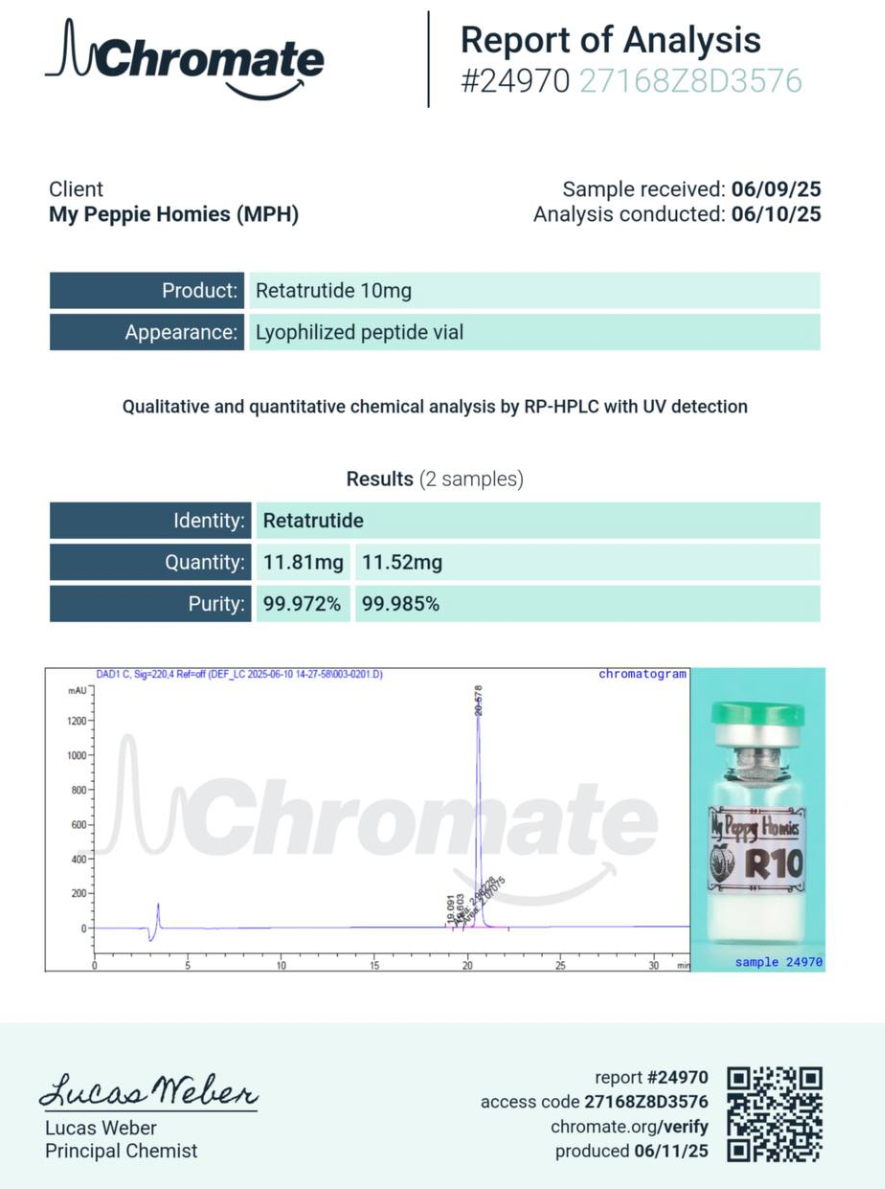 Chromate
Report of Analysis
#24970 27168Z8D3576
Client
My Peppie Homies (MPH)
Sample received: 06/09/25
Analysis conducted: 06/10/25
Product: Retatrutide 10mg
Appearance: Lyophilized peptide vial
Qualitative and quantitative chemical analysis by RP-HPLC with UV detection
Results (2 samples)
Identity: Retatrutide
Quantity: 11.81mg 11.52mg
Purity: 99.972% 99.985%
DAD1 C, Sig=220,4 Ref=off (DEF_LC 2025-06-10 14-27-58\003-0201.D)
chromatogram
mAU
1200
1000
800
600
400
200
0
20.578
19.091
0 5 10 15 20 25 30 min
Chromate
My Peppy Homies
R10
sample 24970
Lucas Weber
Lucas Weber
Principal Chemist
report #24970
access code 27168Z8D3576
chromate.org/verify
produced 06/11/25